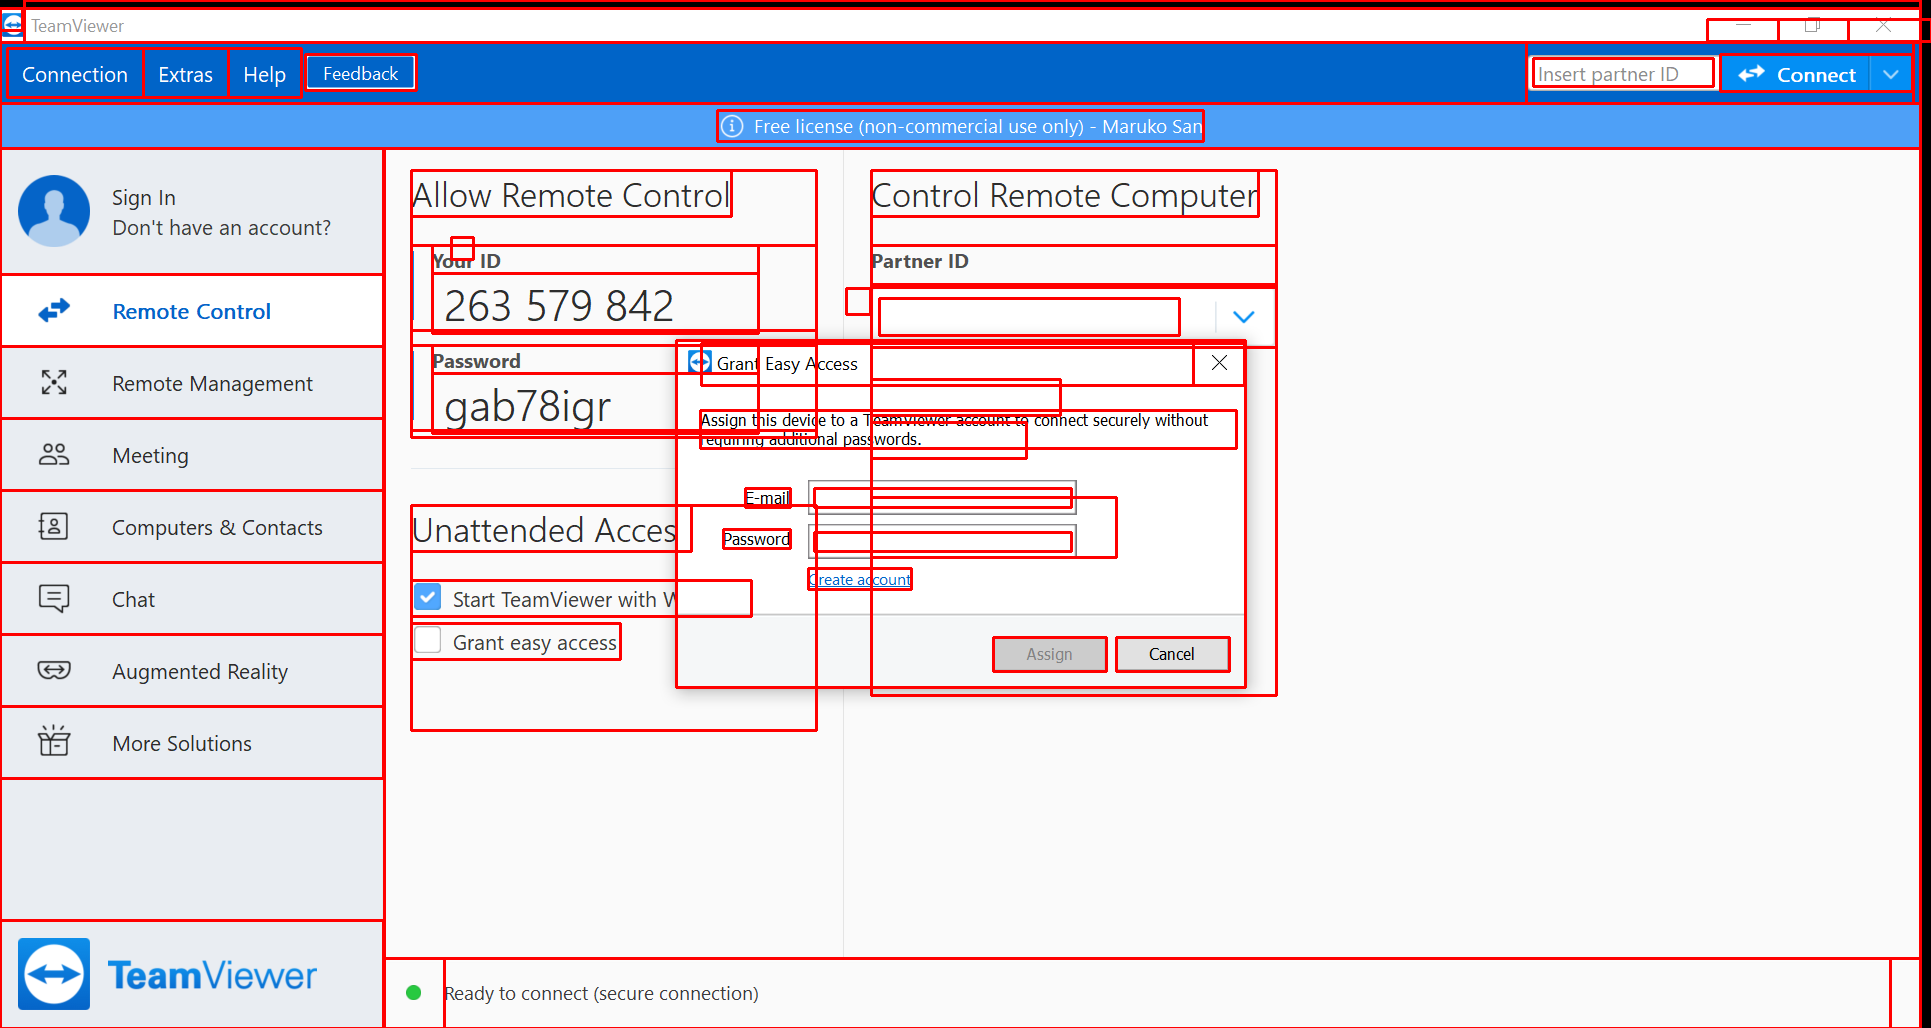 TeamViewer
Connection Extras Help Feedback
Insert partner ID Connect
Free license (non-commercial use only) - Maruko San
Sign In
Don't have an account?
Remote Control
Remote Management
Meeting
Computers & Contacts
Chat
Augmented Reality
More Solutions
TeamViewer
Allow Remote Control
Your ID
263 579 842
Password
gab78igr
Unattended Acces
Start TeamViewer with W
Grant easy access
Control Remote Computer
Partner ID
Grant Easy Access
Assign this device to a TeamViewer account to connect securely without
requiring additional passwords.
E-mail
Password
Create account
Assign Cancel
Ready to connect (secure connection)